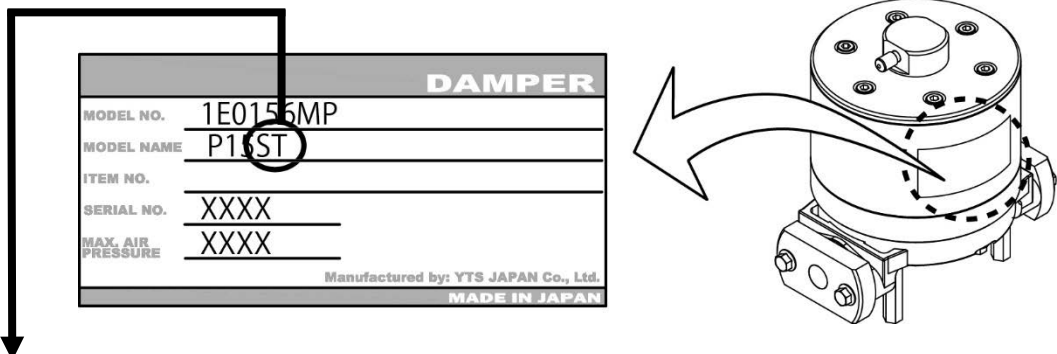 DAMPER
MODEL NO. 1E0156MP
MODEL NAME P15ST
ITEM NO.
SERIAL NO. XXXX
MAX. AIR PRESSURE XXXX
Manufactured by: YTS JAPAN Co., Ltd.
MADE IN JAPAN